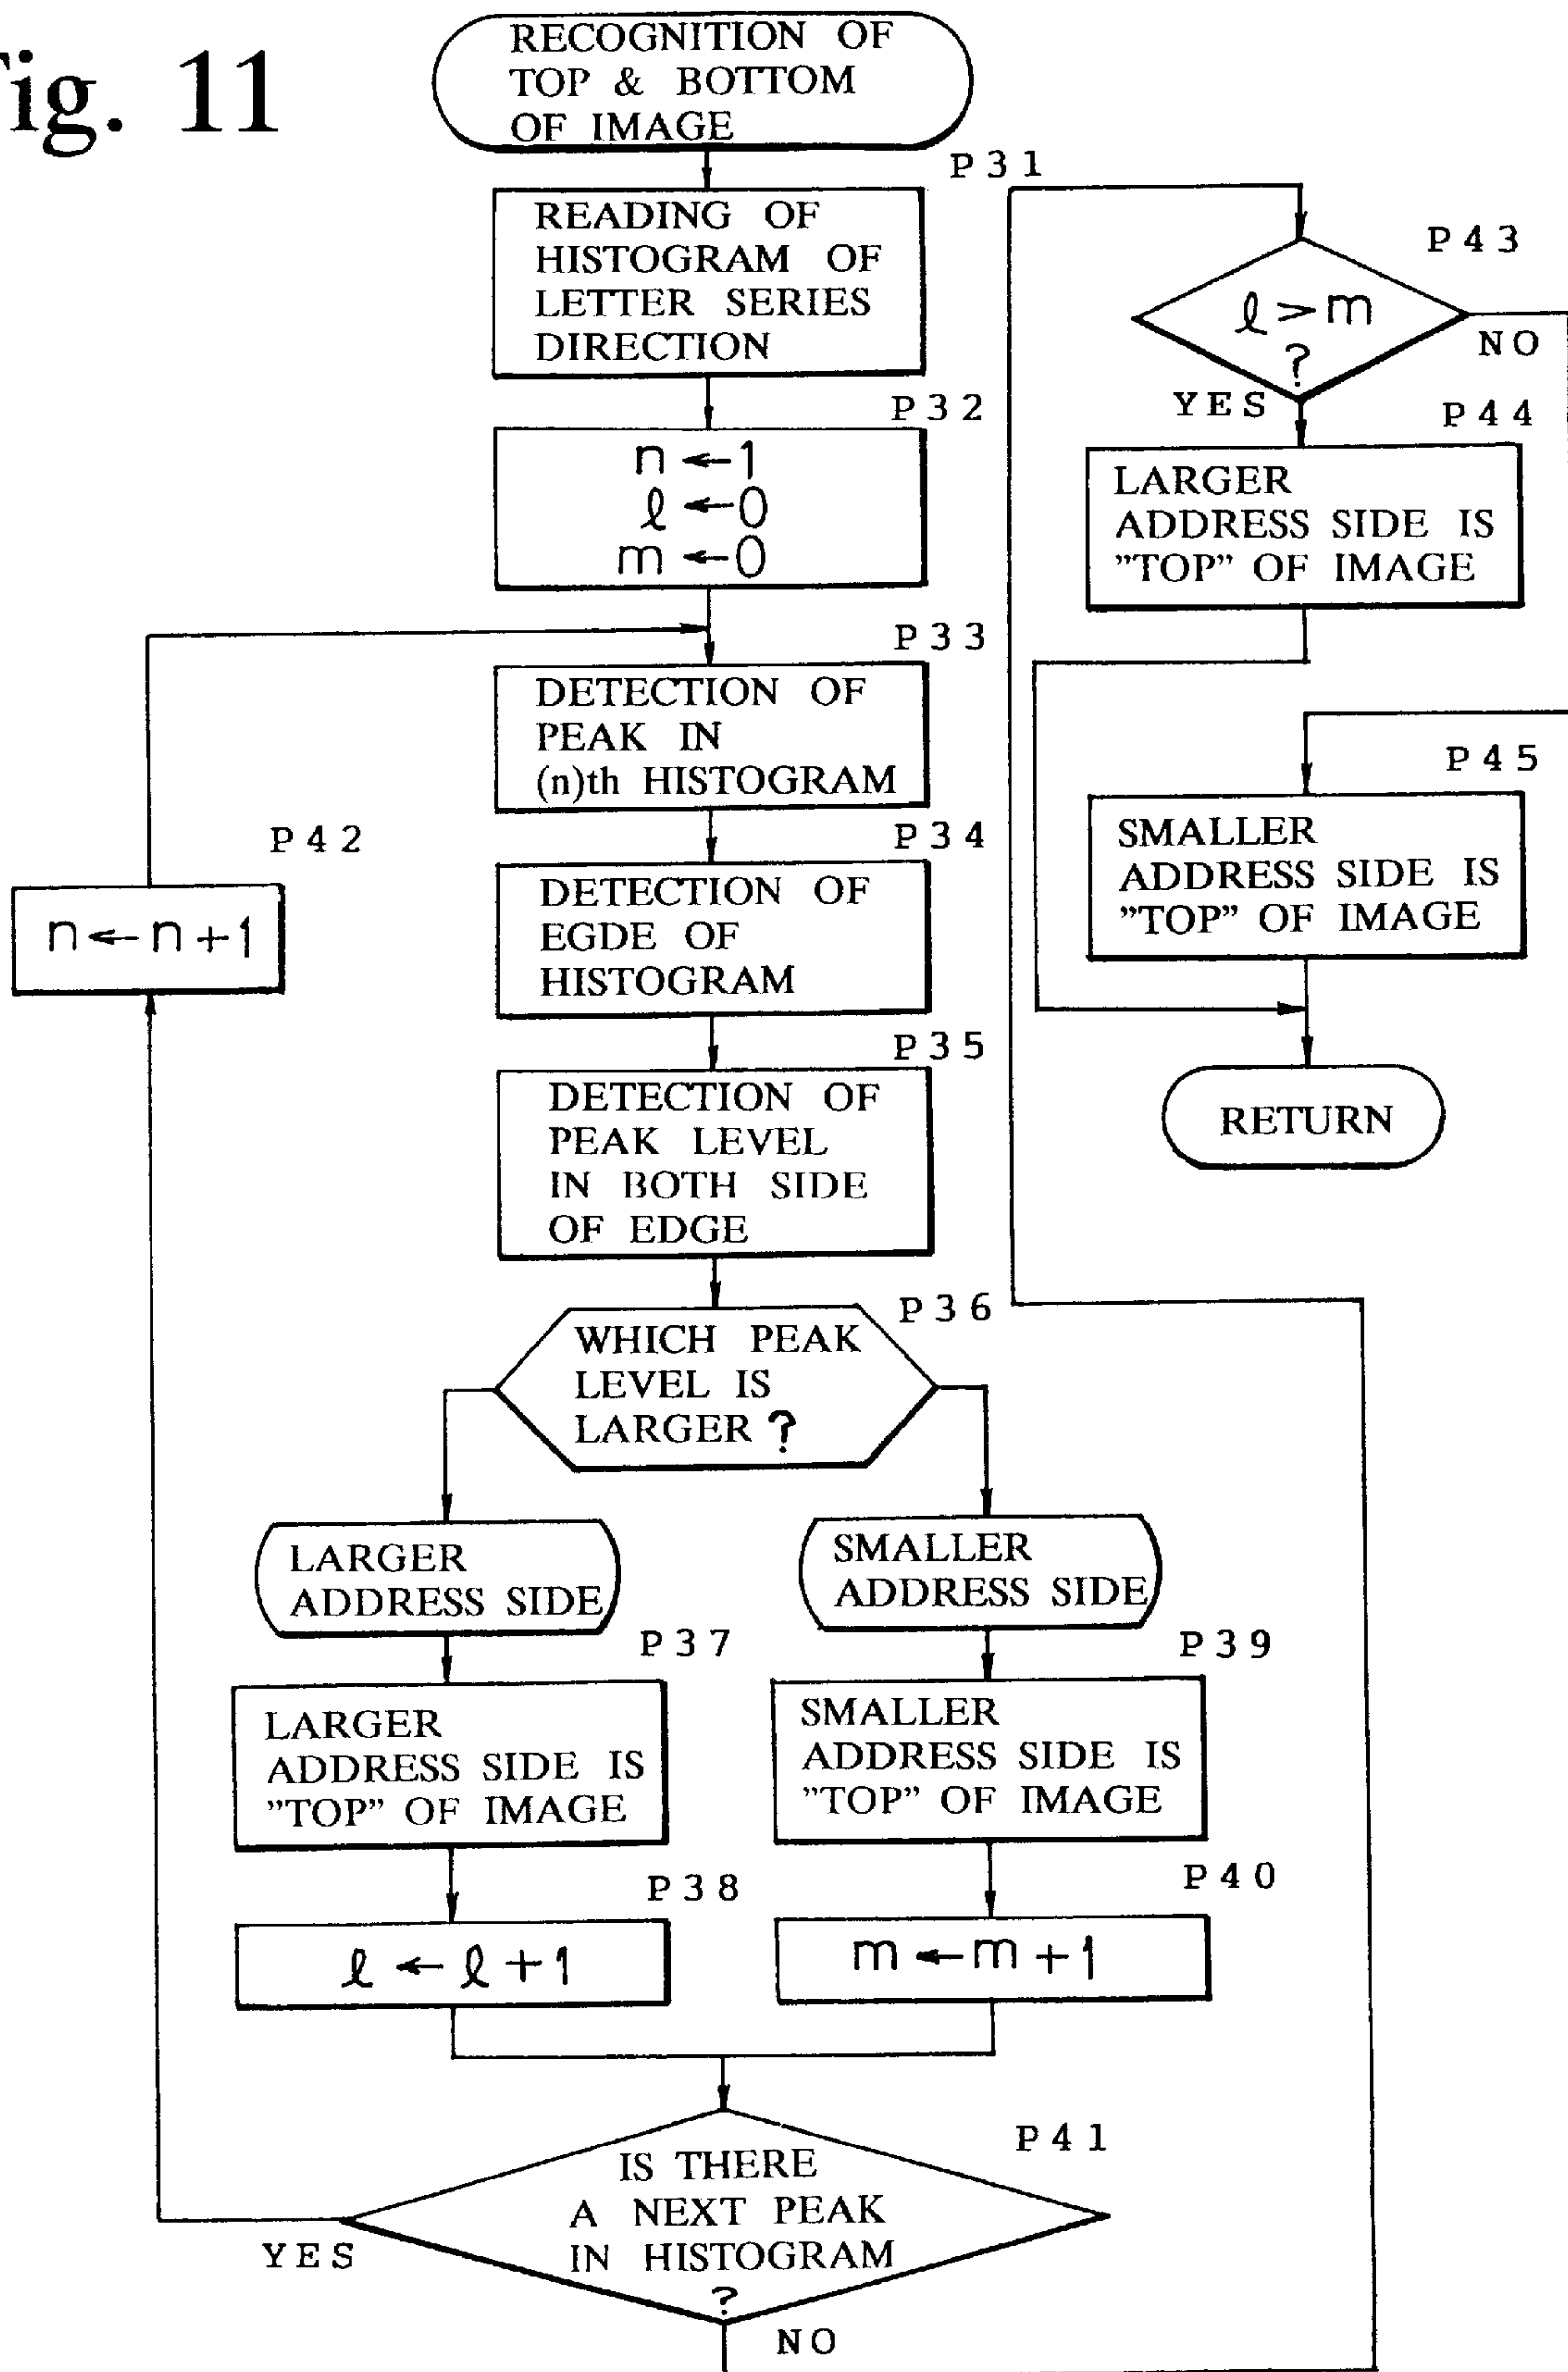 Fig. 11
RECOGNITION OF
TOP & BOTTOM
OF IMAGE
P31
READING OF
HISTOGRAM OF
LETTER SERIES
DIRECTION
P32
n ← 1
ℓ ← 0
m ← 0
P33
DETECTION OF
PEAK IN
(n)th HISTOGRAM
P34
DETECTION OF
EGDE OF
HISTOGRAM
P35
DETECTION OF
PEAK LEVEL
IN BOTH SIDE
OF EDGE
P36
WHICH PEAK
LEVEL IS
LARGER ?
LARGER
ADDRESS SIDE
SMALLER
ADDRESS SIDE
P37
LARGER
ADDRESS SIDE IS
”TOP” OF IMAGE
P39
SMALLER
ADDRESS SIDE IS
”TOP” OF IMAGE
P38
ℓ ← ℓ + 1
P40
m ← m + 1
P41
IS THERE
A NEXT PEAK
IN HISTOGRAM
?
YES
NO
P42
n ← n + 1
P43
ℓ > m
?
NO
YES
P44
LARGER
ADDRESS SIDE IS
”TOP” OF IMAGE
P45
SMALLER
ADDRESS SIDE IS
”TOP” OF IMAGE
RETURN